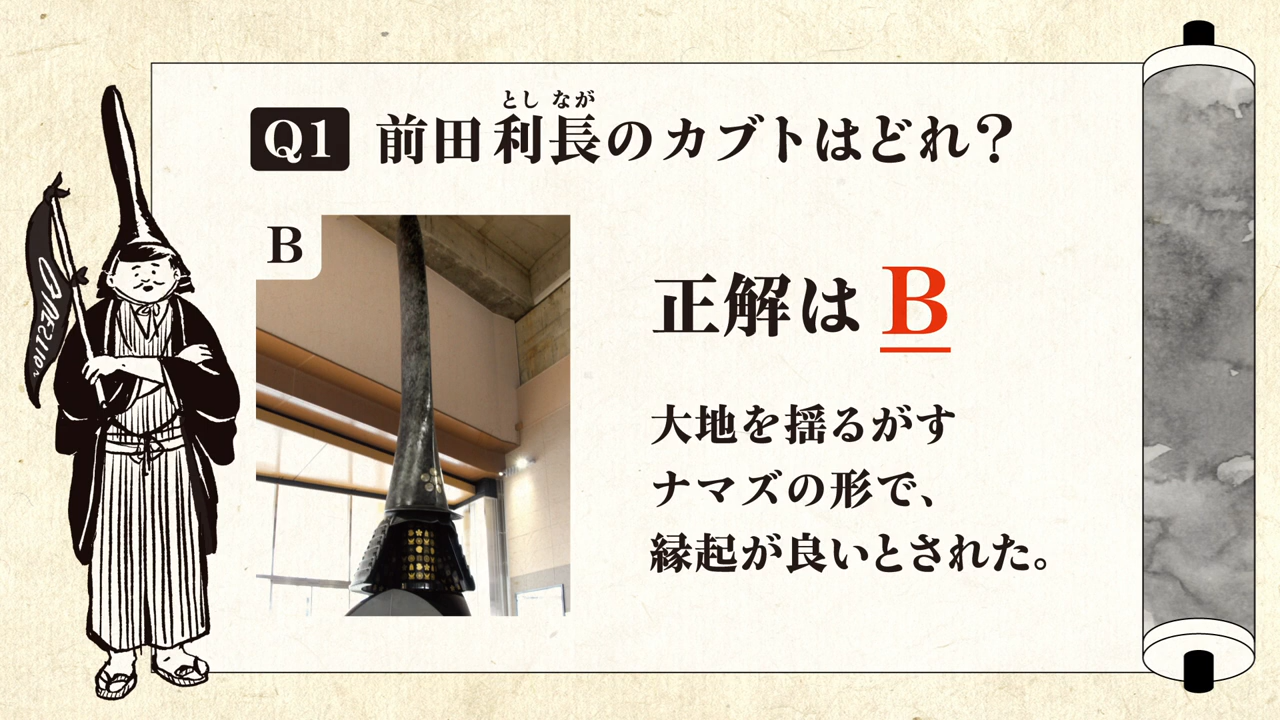 Q1 前田利長のカブトはどれ？
とし なが
B
正解は B
大地を揺るがす
ナマズの形で、
縁起が良いとされた。
QUESTION